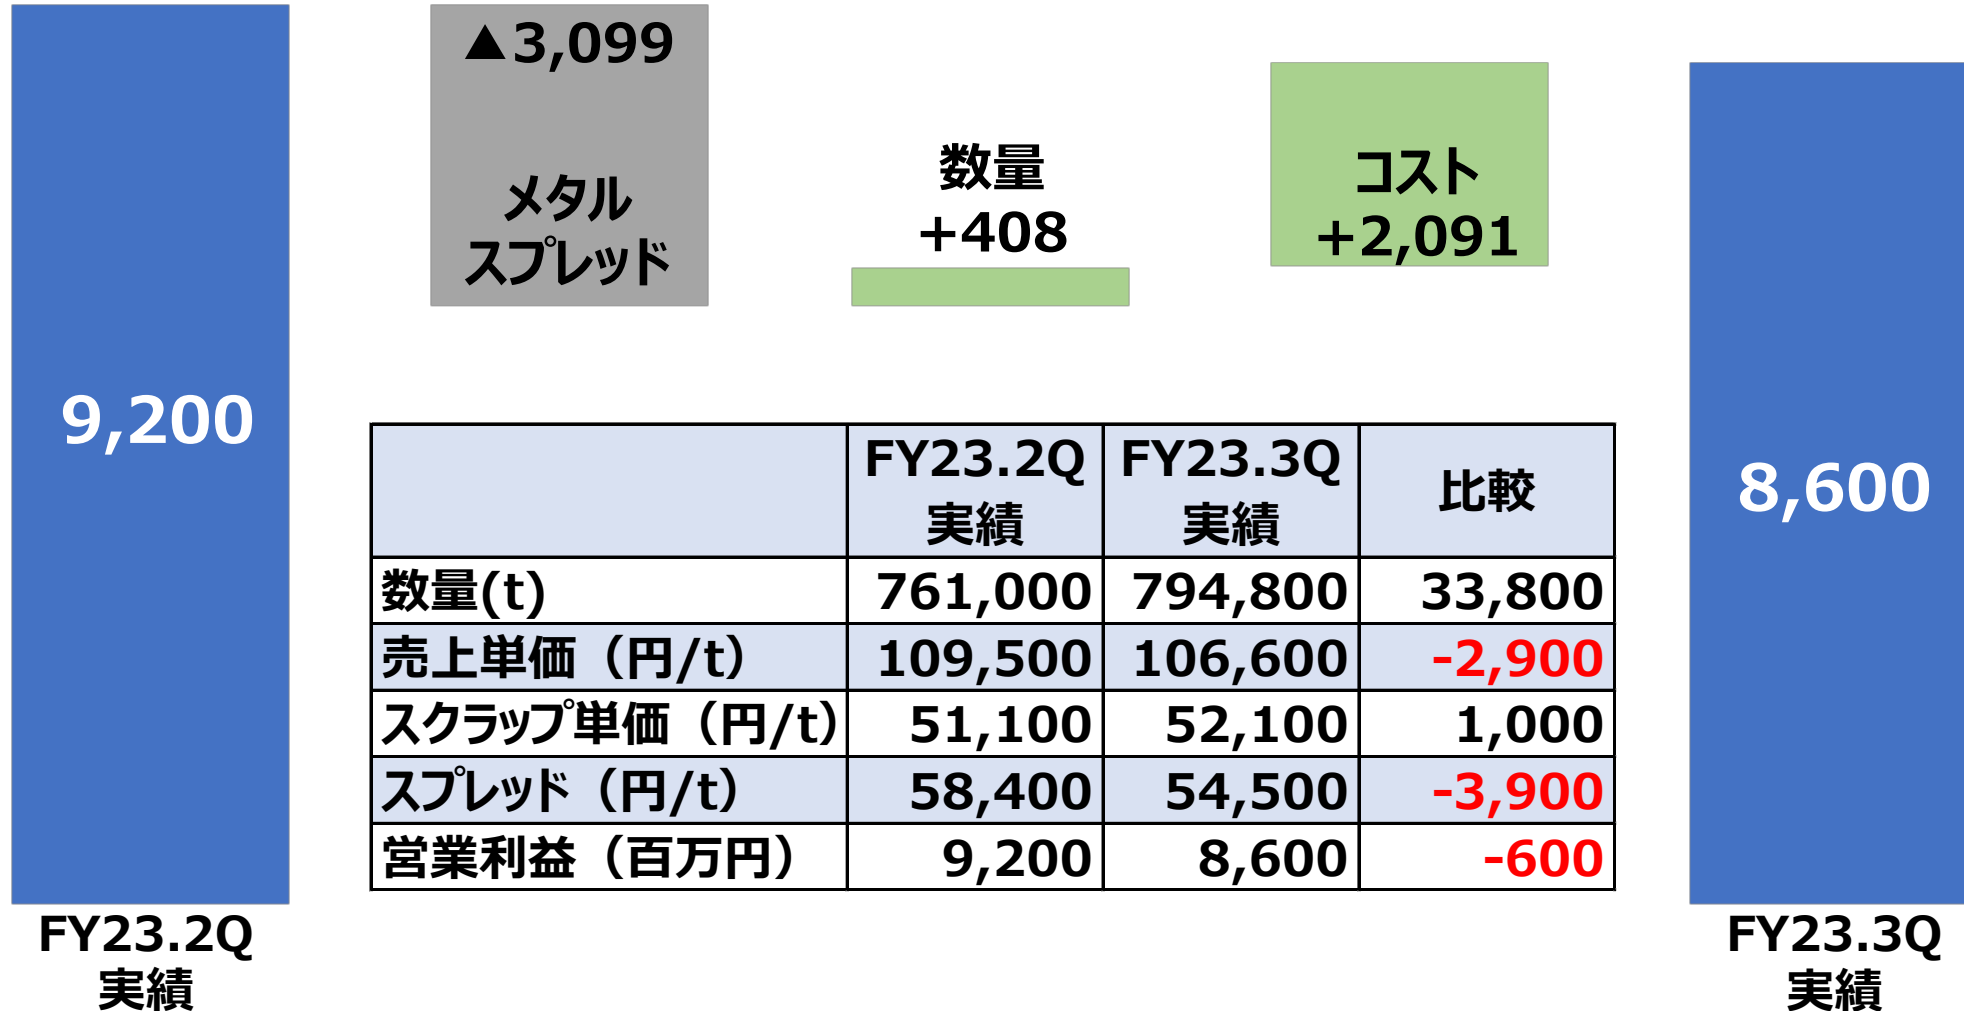 9,200
FY23.2Q
実績
▲3,099
メタル
スプレッド
数量
+408
コスト
+2,091
8,600
FY23.3Q
実績
FY23.2Q
実績
FY23.3Q
実績
比較
数量(t) 761,000 794,800 33,800
売上単価（円/t） 109,500 106,600 -2,900
スクラップ単価（円/t） 51,100 52,100 1,000
スプレッド（円/t） 58,400 54,500 -3,900
営業利益（百万円） 9,200 8,600 -600